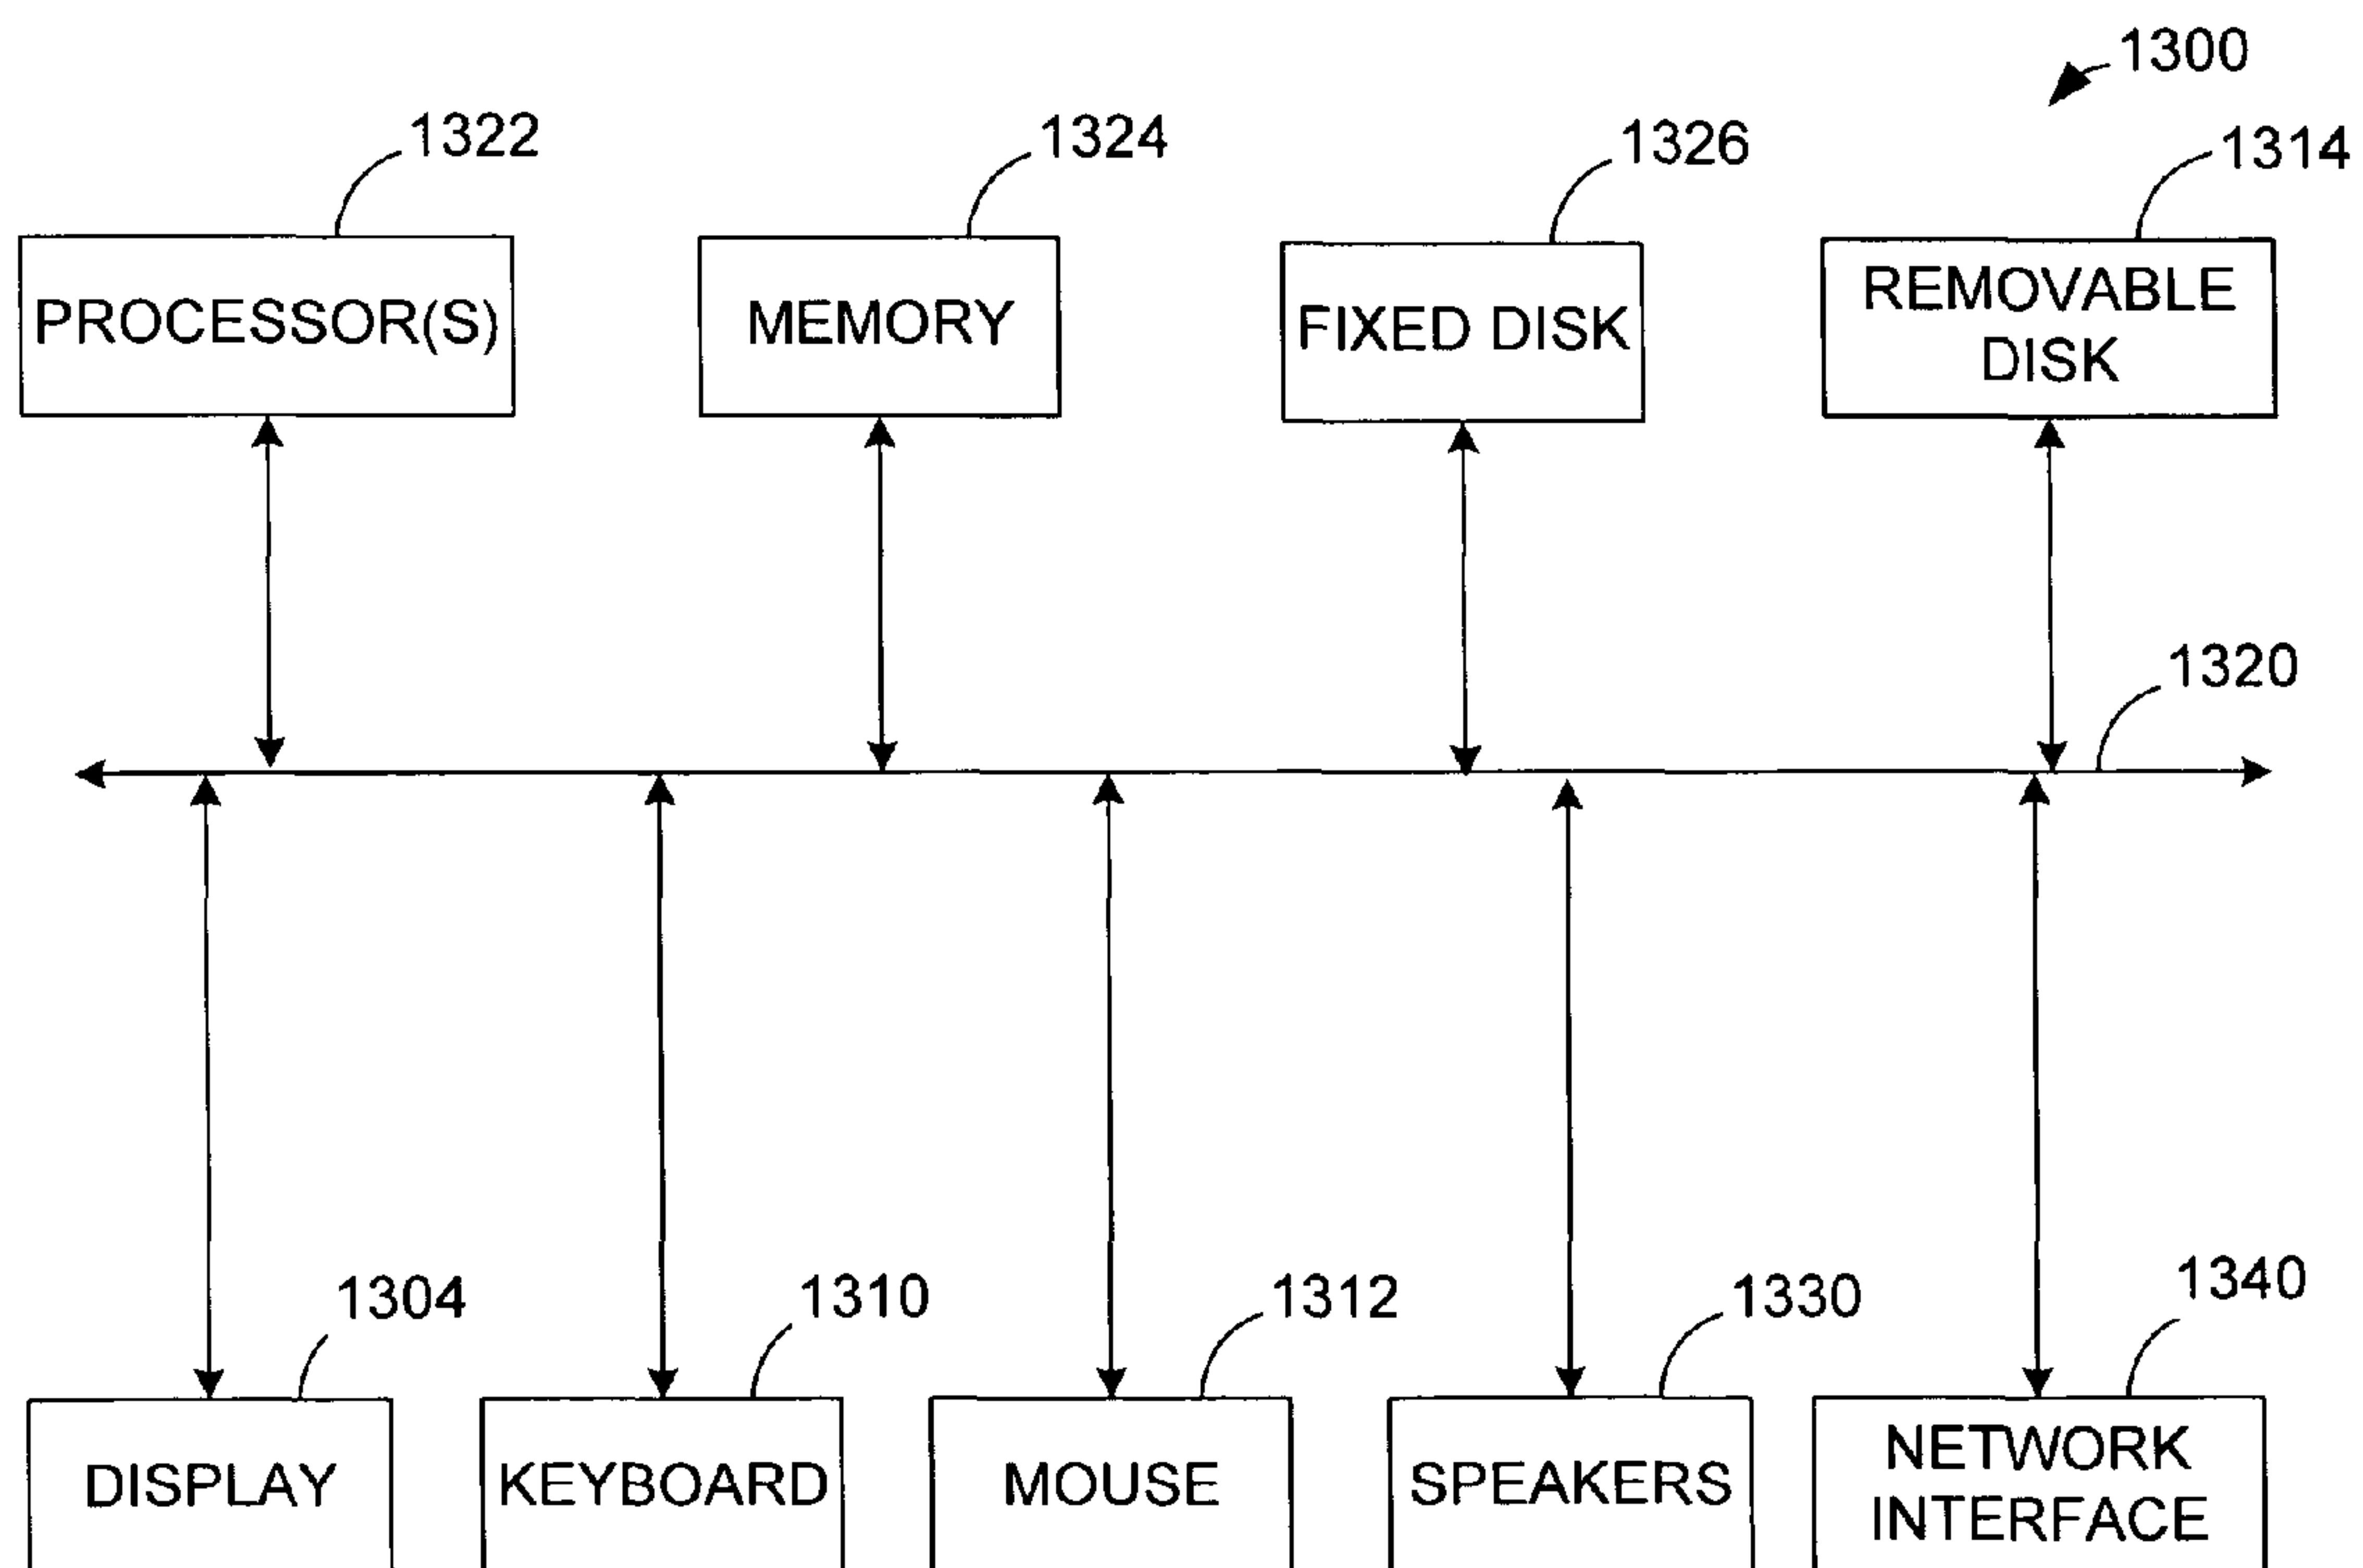 1300
1322
1324
1326
1314
PROCESSOR(S)
MEMORY
FIXED DISK
REMOVABLE
DISK
1320
1304
1310
1312
1330
1340
DISPLAY
KEYBOARD
MOUSE
SPEAKERS
NETWORK
INTERFACE